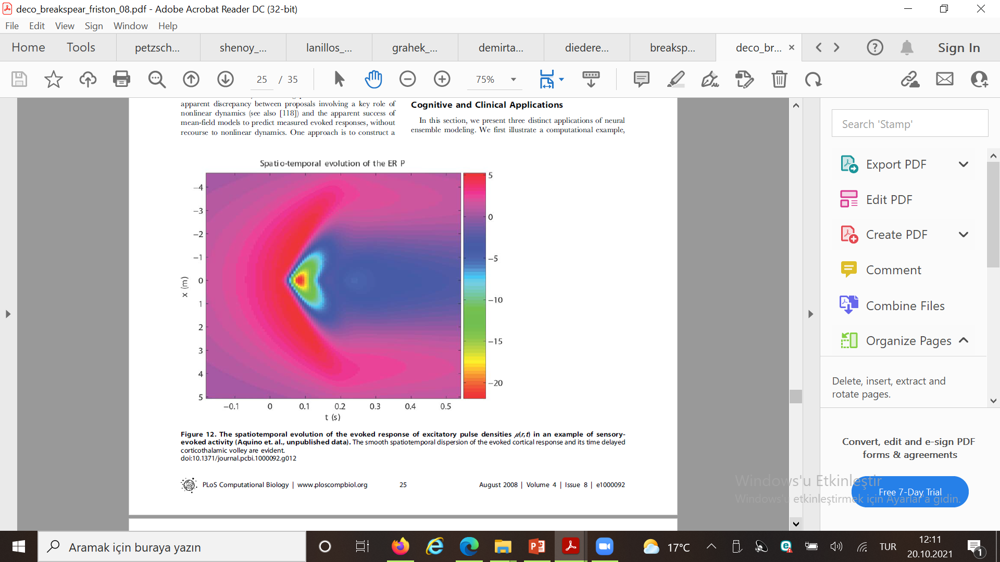 deco_breakspear_friston_08.pdf - Adobe Acrobat Reader DC (32-bit)
File Edit View Sign Window Help
Home Tools petzsch... shenoy_... lanillos_... grahek_... demirta... diedere... breaksp... deco_br... Sign In
25 / 35 75%
apparent discrepancy between proposals involving a key role of
nonlinear dynamics (see also [118]) and the apparent success of
mean-field models to predict measured evoked responses, without
recourse to nonlinear dynamics. One approach is to construct a
Cognitive and Clinical Applications
In this section, we present three distinct applications of neural
ensemble modeling. We first illustrate a computational example,
Spatio-temporal evolution of the ER P
−4
−3
−2
−1
0
1
2
3
4
5
x (m)
−0.1 0 0.1 0.2 0.3 0.4 0.5
t (s)
5
0
−5
−10
−15
−20
Figure 12. The spatiotemporal evolution of the evoked response of excitatory pulse densities μ(r,t) in an example of sensory-
evoked activity (Aquino et. al., unpublished data). The smooth spatiotemporal dispersion of the evoked cortical response and its time delayed
corticothalamic volley are evident.
doi:10.1371/journal.pcbi.1000092.g012
PLoS Computational Biology | www.ploscompbiol.org 25 August 2008 | Volume 4 | Issue 8 | e1000092
Search 'Stamp'
Export PDF
Edit PDF
Create PDF
Comment
Combine Files
Organize Pages
Delete, insert, extract and
rotate pages.
Convert, edit and e-sign PDF
forms & agreements
Free 7-Day Trial
Windows'u Etkinleştir
Windows'u etkinleştirmek için Ayarlar'a gidin.
Aramak için buraya yazın
17°C
TUR
12:11
20.10.2021
1